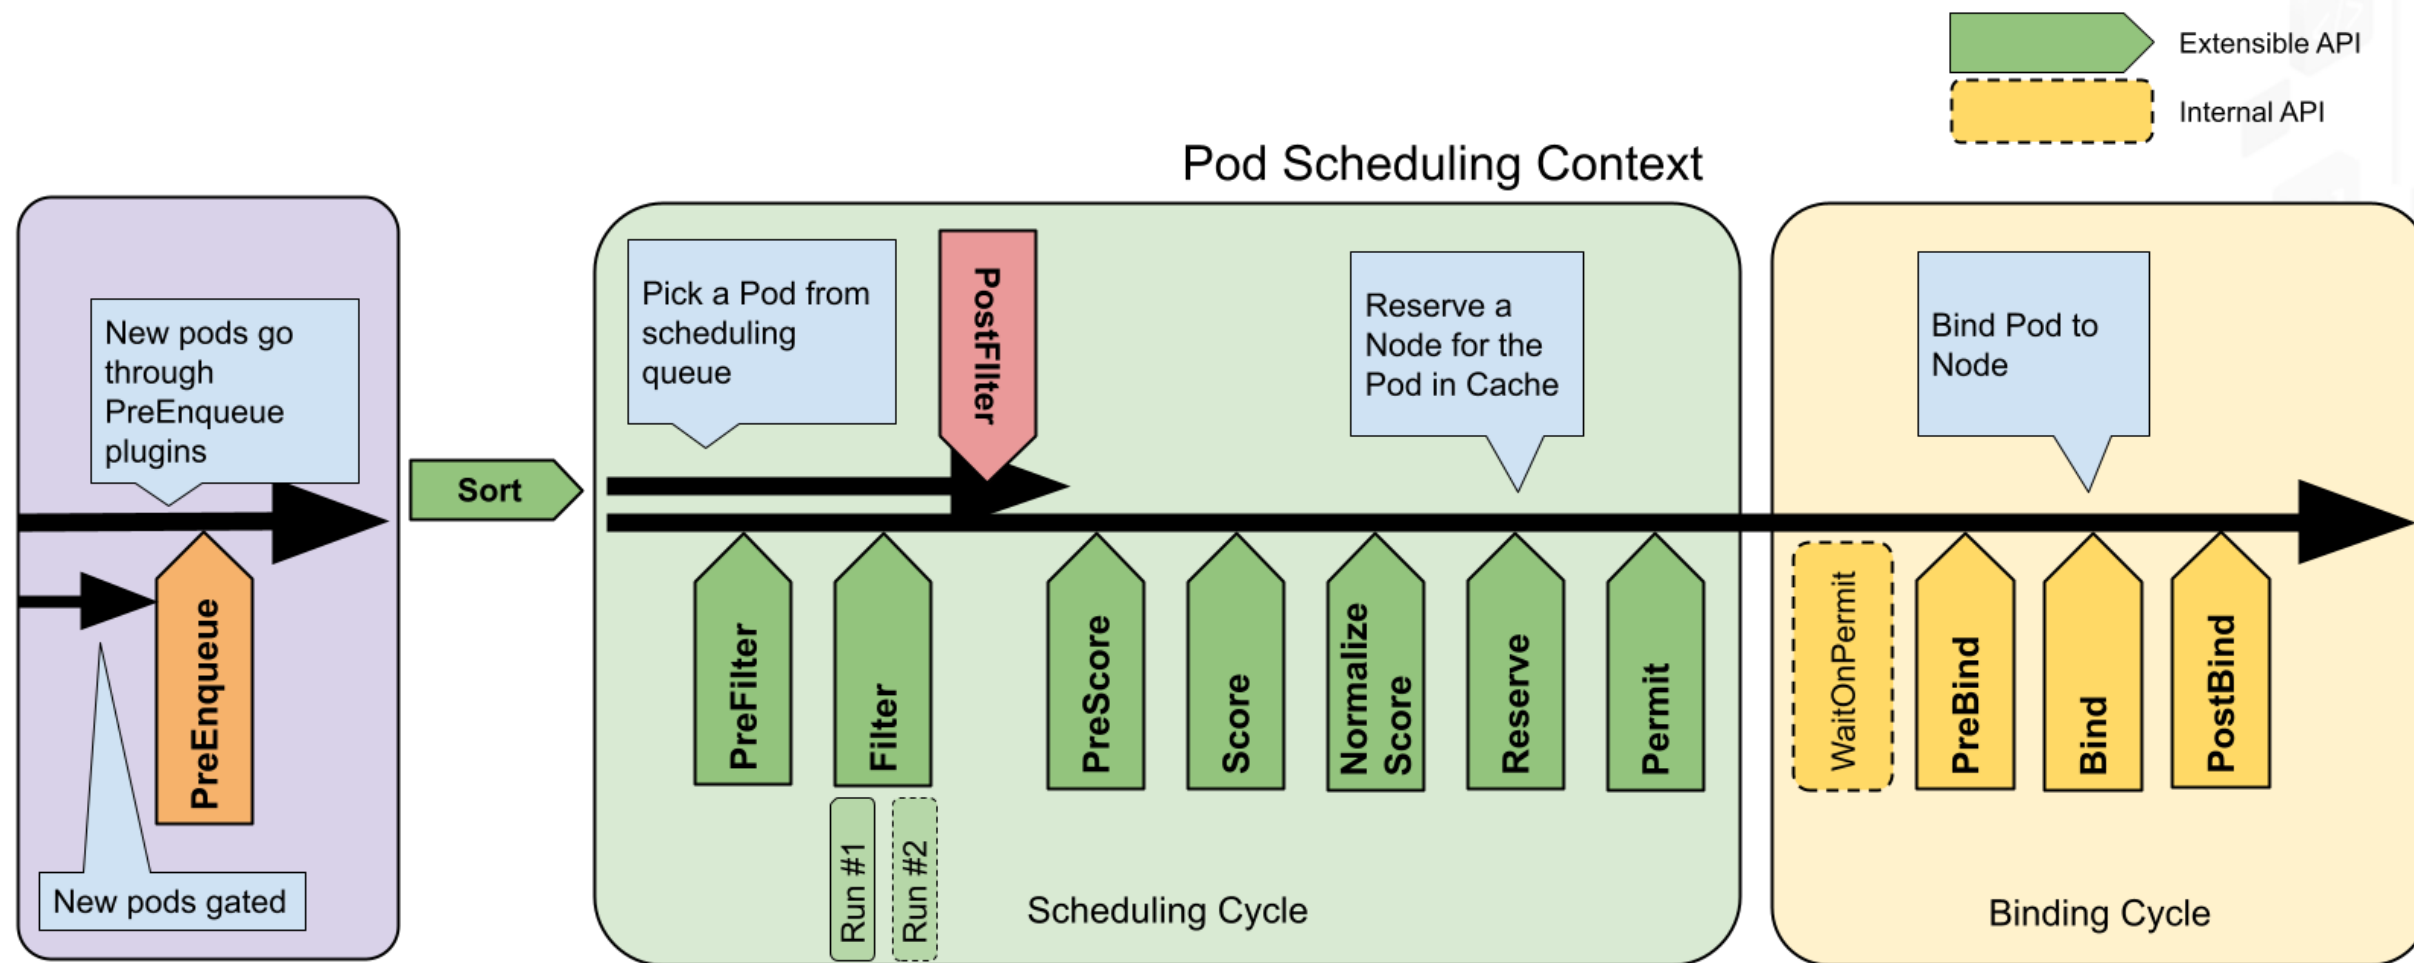 Extensible API
Internal API
Pod Scheduling Context
New pods go
through
PreEnqueue
plugins
PreEnqueue
New pods gated
Sort
Pick a Pod from
scheduling
queue
PostFIlter
Reserve a
Node for the
Pod in Cache
PreFilter
Filter
Run #1
Run #2
PreScore
Score
Normalize
Score
Reserve
Permit
Scheduling Cycle
Bind Pod to
Node
WaitOnPermit
PreBind
Bind
PostBind
Binding Cycle